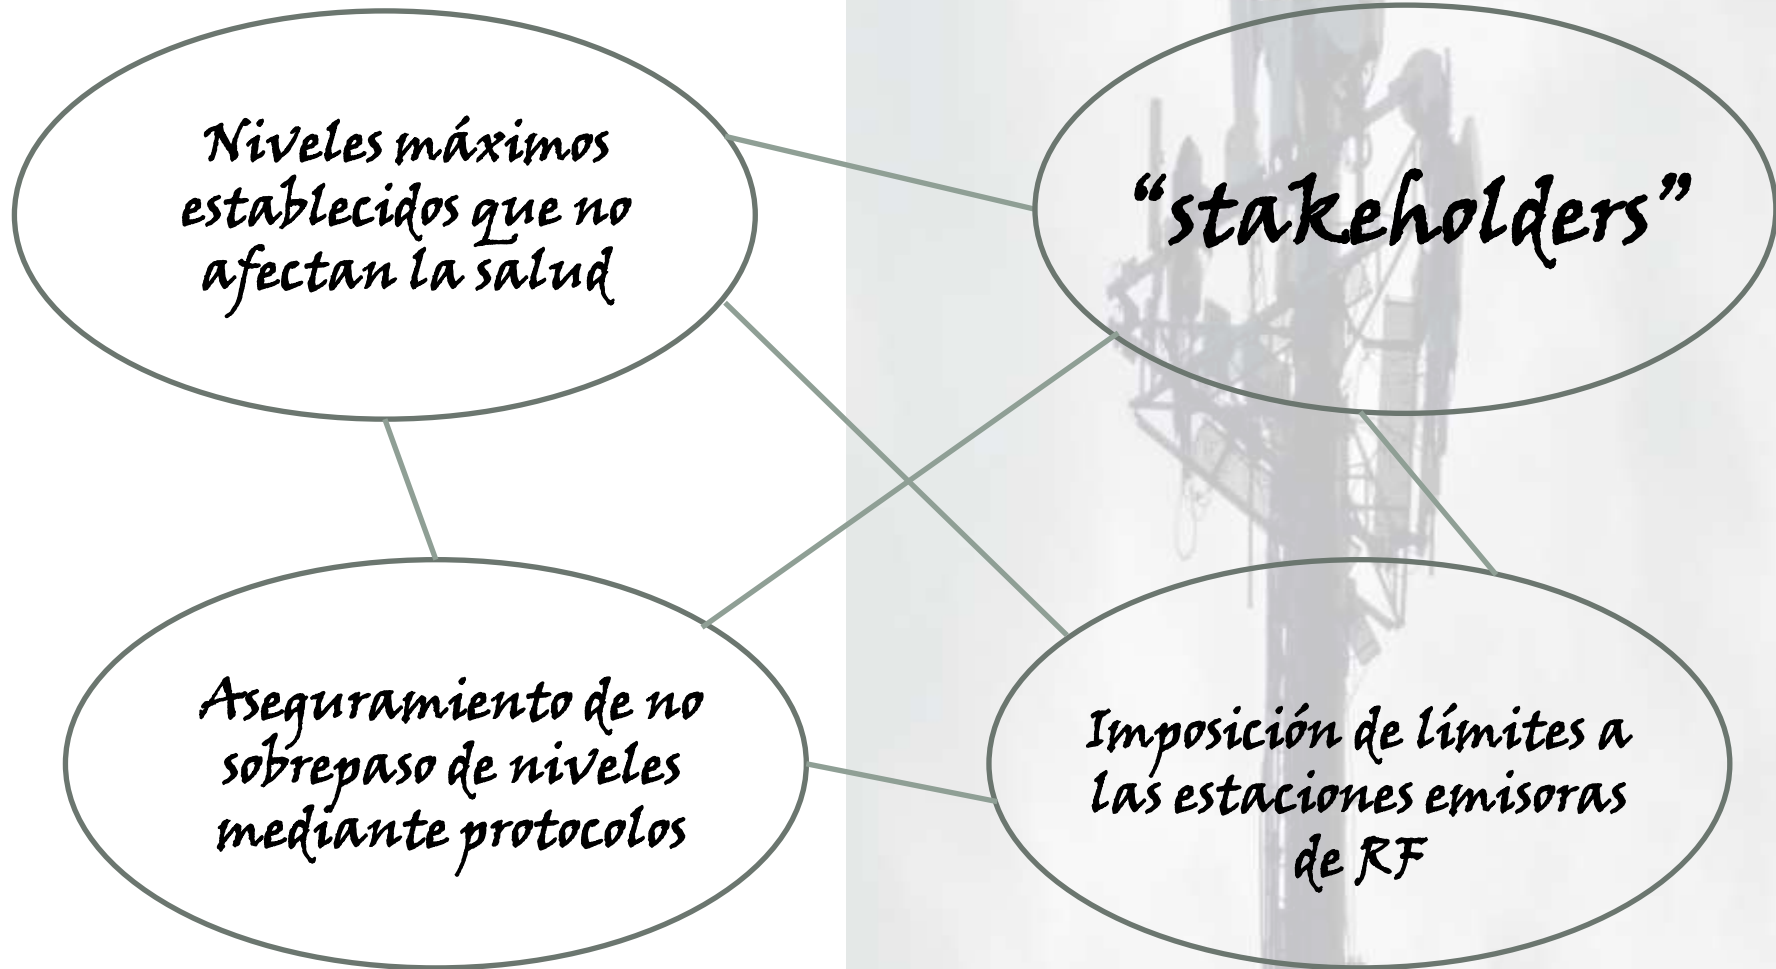 Niveles máximos
establecidos que no
afectan la salud
“stakeholders”
Aseguramiento de no
sobrepaso de niveles
mediante protocolos
Imposición de límites a
las estaciones emisoras
de RF